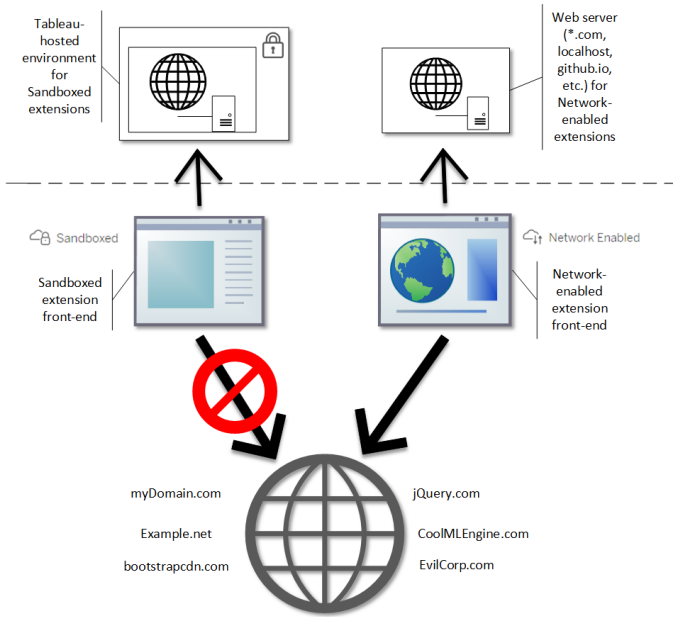 Tableau-
hosted
environment
for
Sandboxed
extensions
Web server
(*.com,
localhost,
github.io,
etc.) for
Network-
enabled
extensions
Sandboxed
Network Enabled
Sandboxed
extension
front-end
Network-
enabled
extension
front-end
myDomain.com
jQuery.com
Example.net
CoolMLEngine.com
bootstrapcdn.com
EvilCorp.com